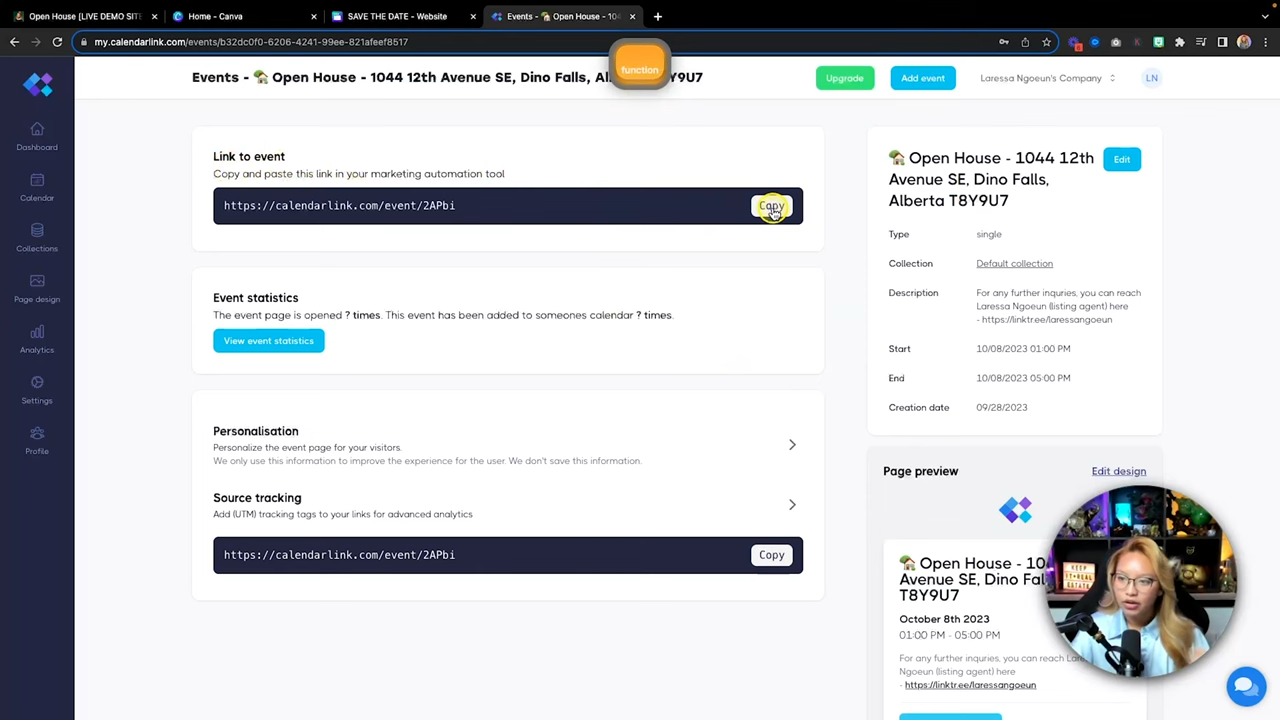 Open House [LIVE DEMO SIT
Home - Canva
SAVE THE DATE - Website
Events - 🏡 Open House - 104
my.calendarlink.com/events/b32dc0f0-6206-4241-99ee-821afeef8517
function
Events - 🏡 Open House - 1044 12th Avenue SE, Dino Falls, Al Y9U7
Upgrade
Add event
Laressa Ngoeun's Company
LN
Dashboard
Calendar
Collections
Page design
Analytics
Settings
Profile
Link to event
Copy and paste this link in your marketing automation tool
https://calendarlink.com/event/2APbi
Copy
Event statistics
The event page is opened ? times. This event has been added to someones calendar ? times.
View event statistics
Personalisation
Personalize the event page for your visitors.
We only use this information to improve the experience for the user. We don't save this information.
Source tracking
Add (UTM) tracking tags to your links for advanced analytics
https://calendarlink.com/event/2APbi
Copy
🏡 Open House - 1044 12th
Avenue SE, Dino Falls,
Alberta T8Y9U7
Edit
Type single
Collection Default collection
Description For any further inquries, you can reach
Laressa Ngoeun (listing agent) here
- https://linktr.ee/laressangoeun
Start 10/08/2023 01:00 PM
End 10/08/2023 05:00 PM
Creation date 09/28/2023
Page preview
Edit design
🏡 Open House - 10
Avenue SE, Dino Fal
T8Y9U7
October 8th 2023
01:00 PM - 05:00 PM
For any further inquries, you can reach Lare
Ngoeun (listing agent) here
- https://linktr.ee/laressangoeun
KEEP
IT REAL
ESTATE